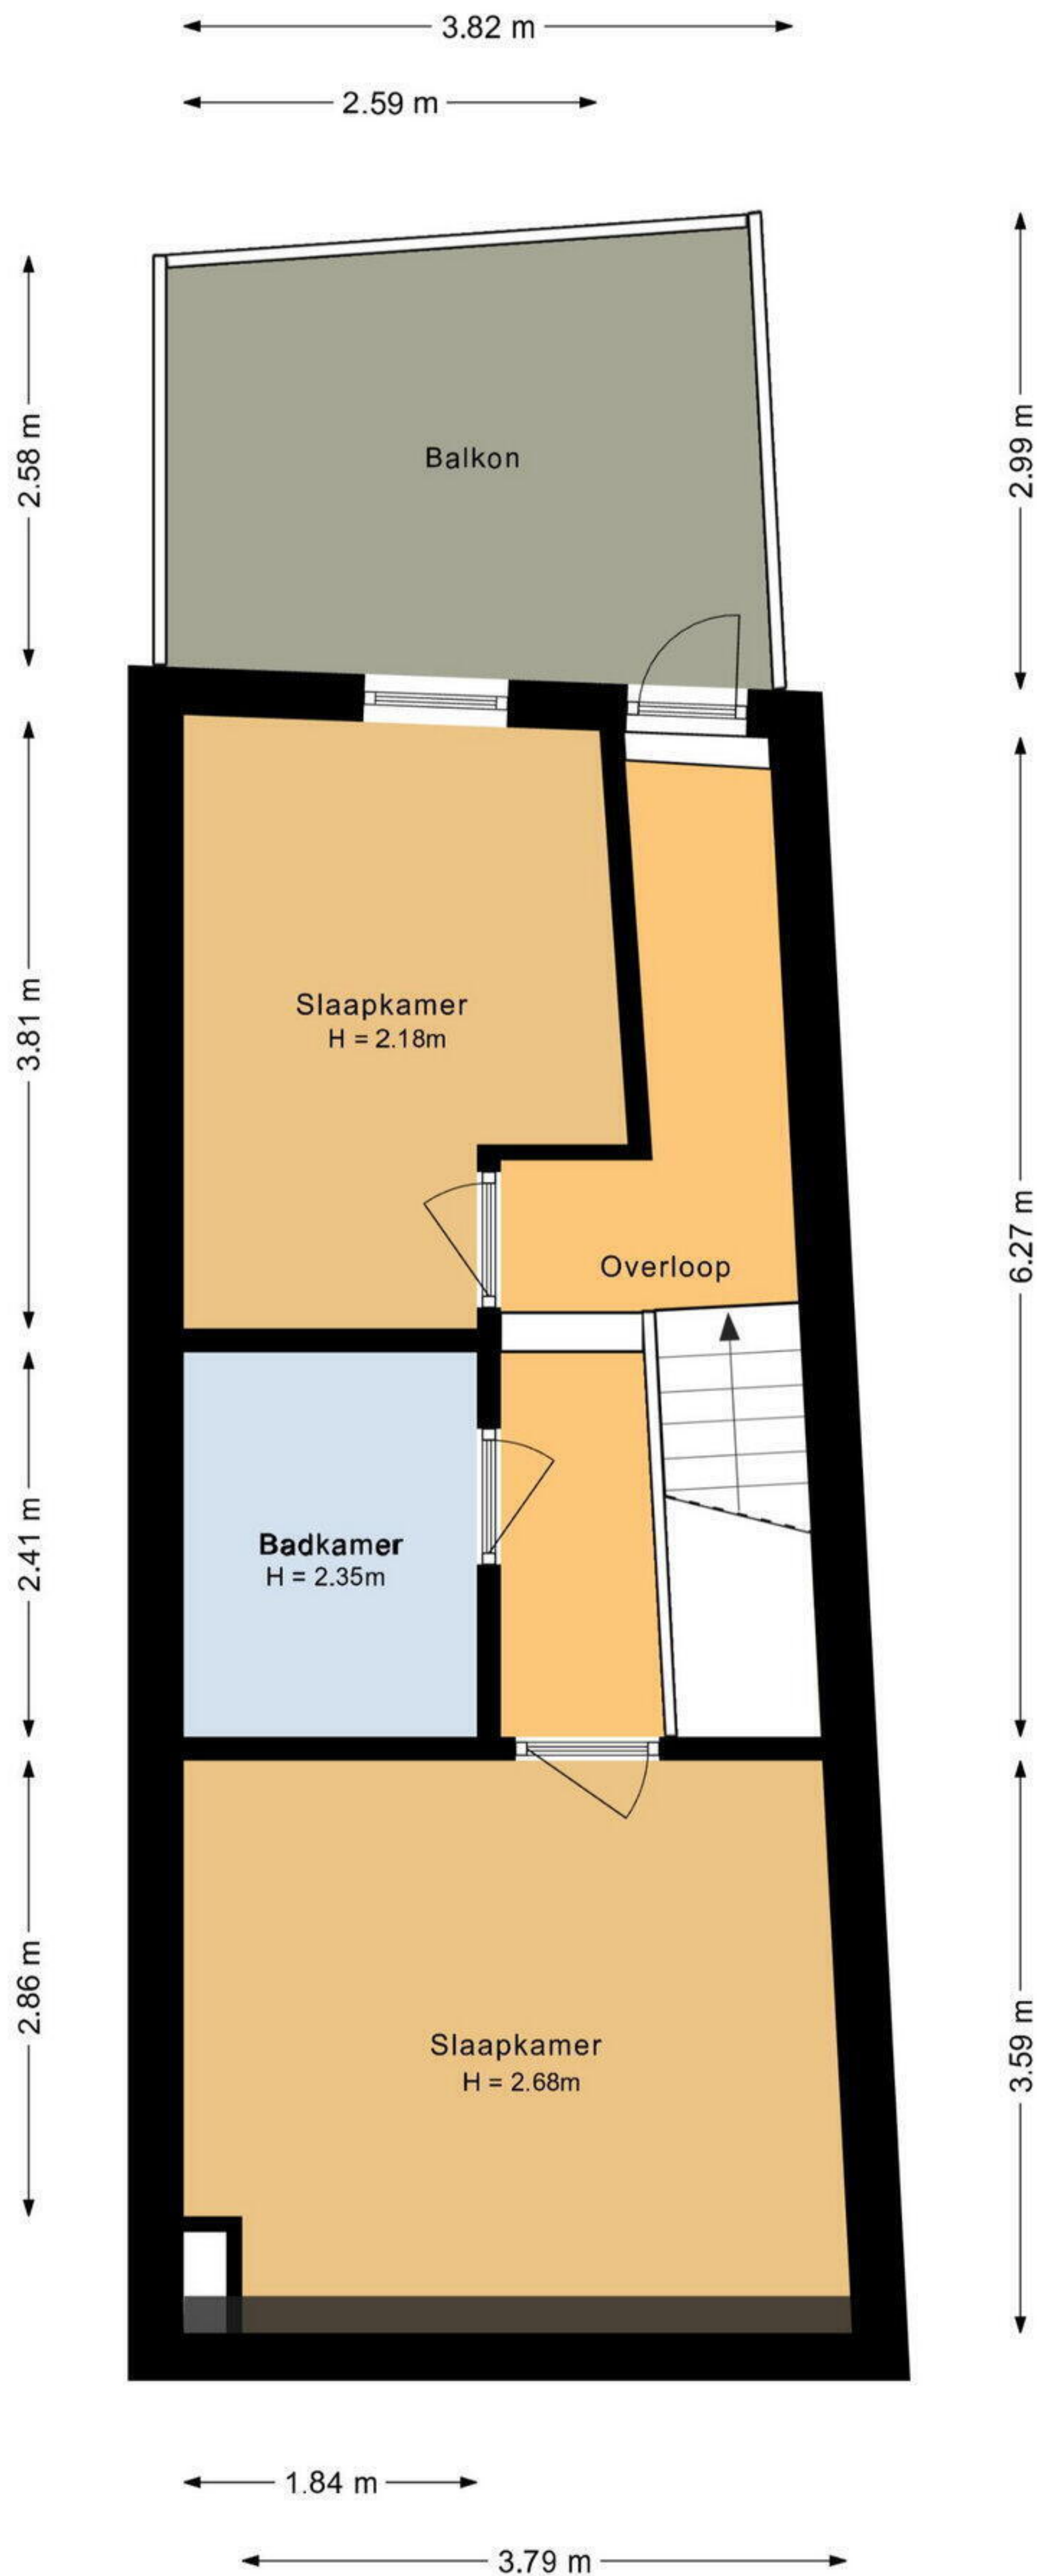 3.82 m
2.59 m
2.58 m
2.99 m
Balkon
3.81 m
Slaapkamer
H = 2.18m
6.27 m
Overloop
2.41 m
Badkamer
H = 2.35m
2.86 m
Slaapkamer
H = 2.68m
3.59 m
1.84 m
3.79 m